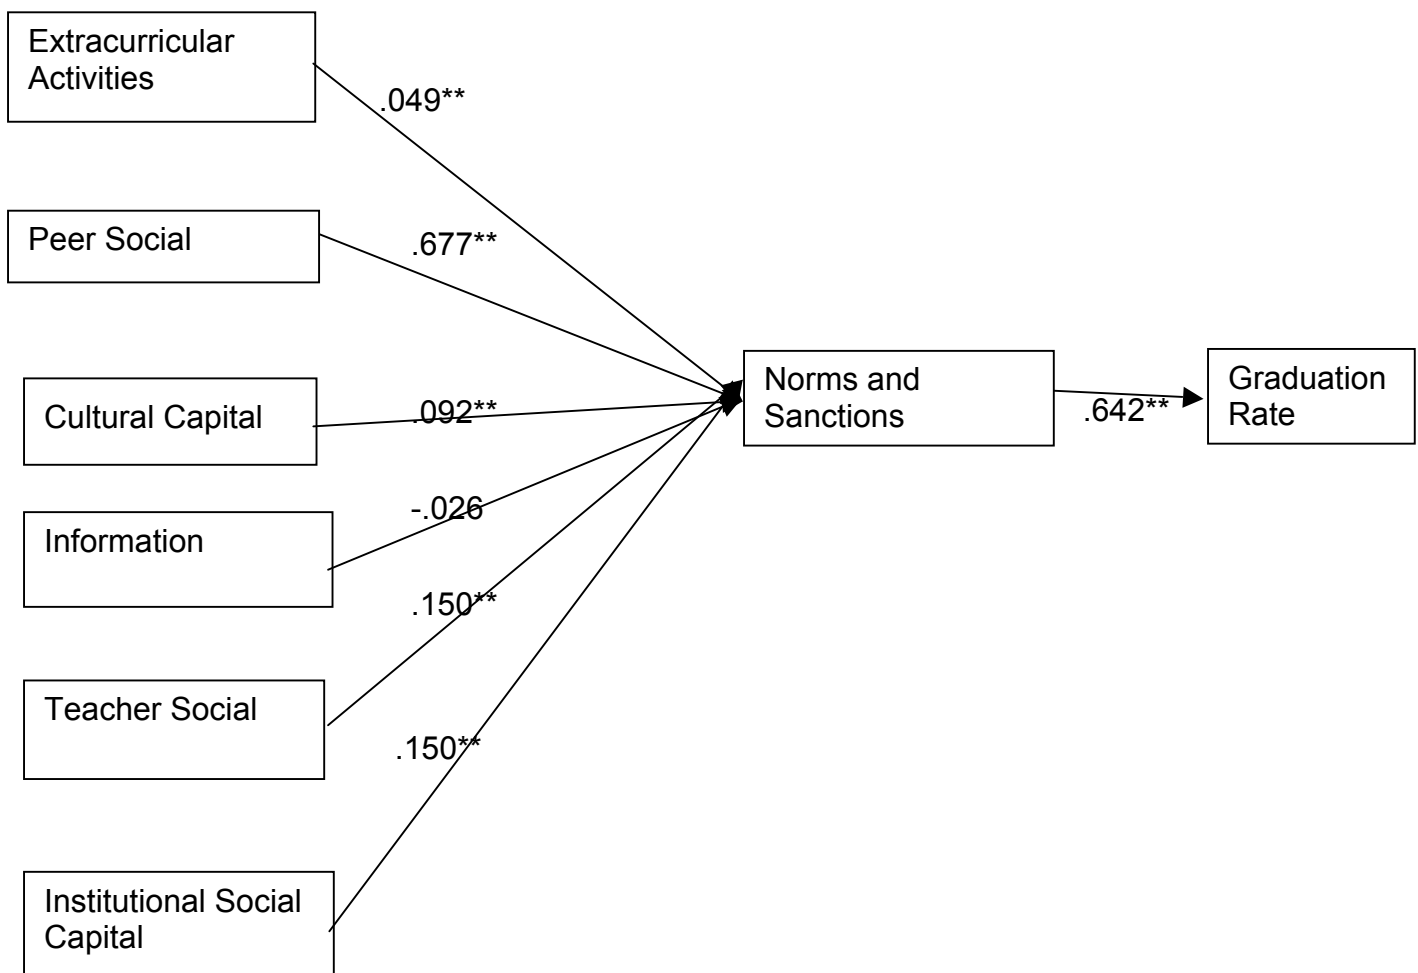 Extracurricular
Activities
.049**
Peer Social
.677**
Cultural Capital
.092**
Norms and
Sanctions
.642**
Graduation
Rate
Information
-.026
.150**
Teacher Social
.150**
Institutional Social
Capital